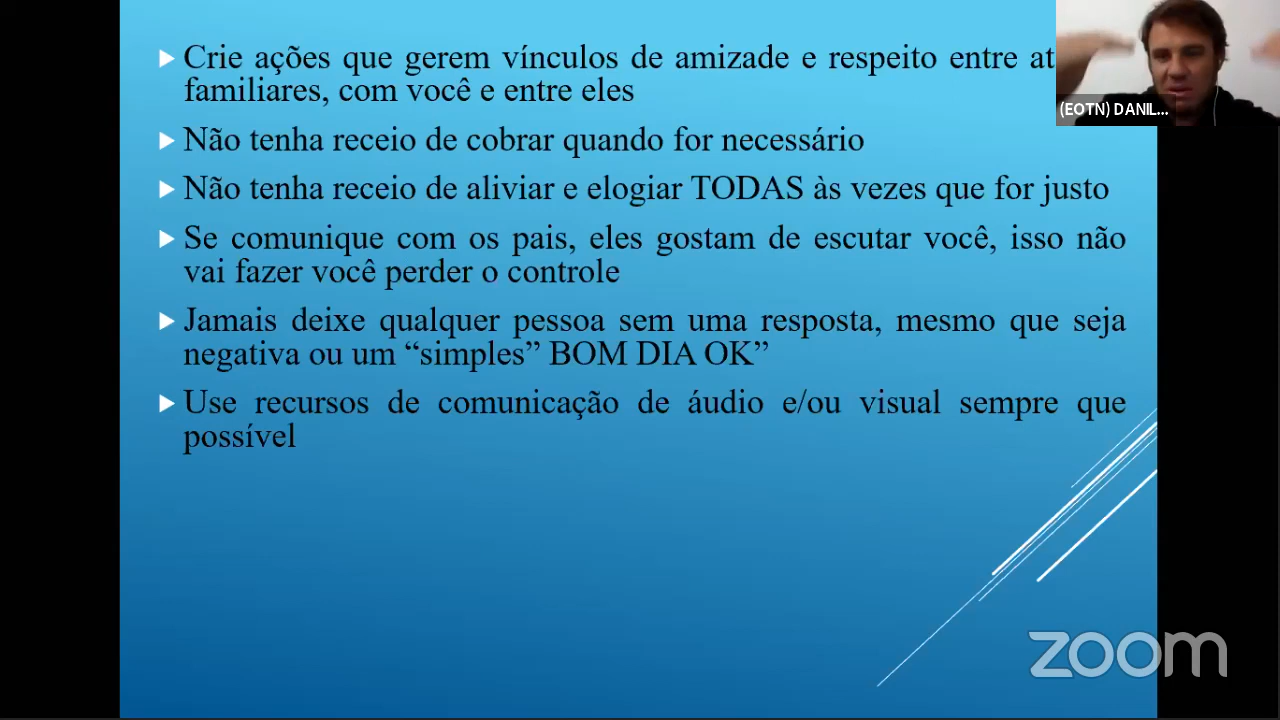 Crie ações que gerem vínculos de amizade e respeito entre
familiares, com você e entre eles
Não tenha receio de cobrar quando for necessário
Não tenha receio de aliviar e elogiar TODAS às vezes que for justo
Se comunique com os pais, eles gostam de escutar você, isso não
vai fazer você perder o controle
Jamais deixe qualquer pessoa sem uma resposta, mesmo que seja
negativa ou um “simples” BOM DIA OK”
Use recursos de comunicação de áudio e/ou visual sempre que
possível
(EOTN) DANIL...
zoom